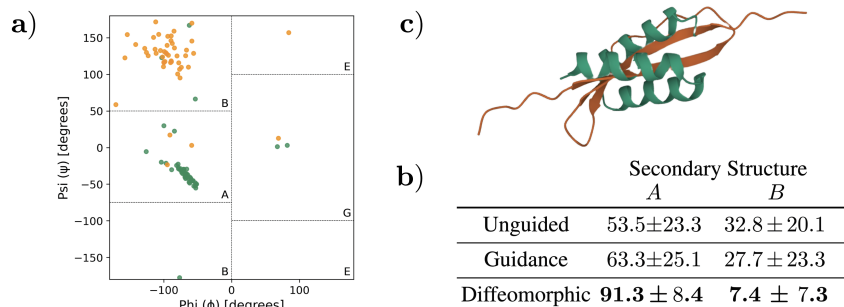 a)
150
100
50
0
−50
−100
−150
Psi (ψ) [degrees]
E
B
A
G
B
E
−100
0
100
Phi (ϕ) [degrees]
c)
b)
Secondary Structure
A B
Unguided 53.5±23.3 32.8 ± 20.1
Guidance 63.3±25.1 27.7 ± 23.3
Diffeomorphic 91.3 ± 8.4 7.4 ± 7.3